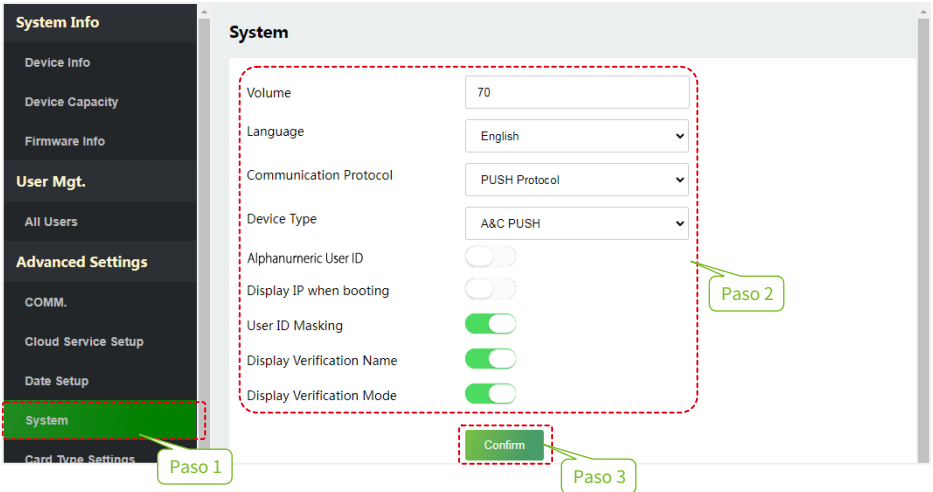 System Info
Device Info
Device Capacity
Firmware Info
User Mgt.
All Users
Advanced Settings
COMM.
Cloud Service Setup
Date Setup
System
Card Type Settings
Paso 1
System
Volume 70
Language English
Communication Protocol PUSH Protocol
Device Type A&C PUSH
Alphanumeric User ID
Display IP when booting
User ID Masking
Display Verification Name
Display Verification Mode
Paso 2
Confirm
Paso 3